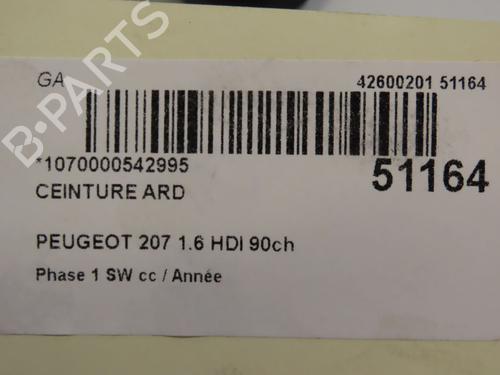 GA
42600201 51164
*1070000542995
51164
CEINTURE ARD
PEUGEOT 207 1.6 HDI 90ch
Phase 1 SW cc / Année
B-PARTS